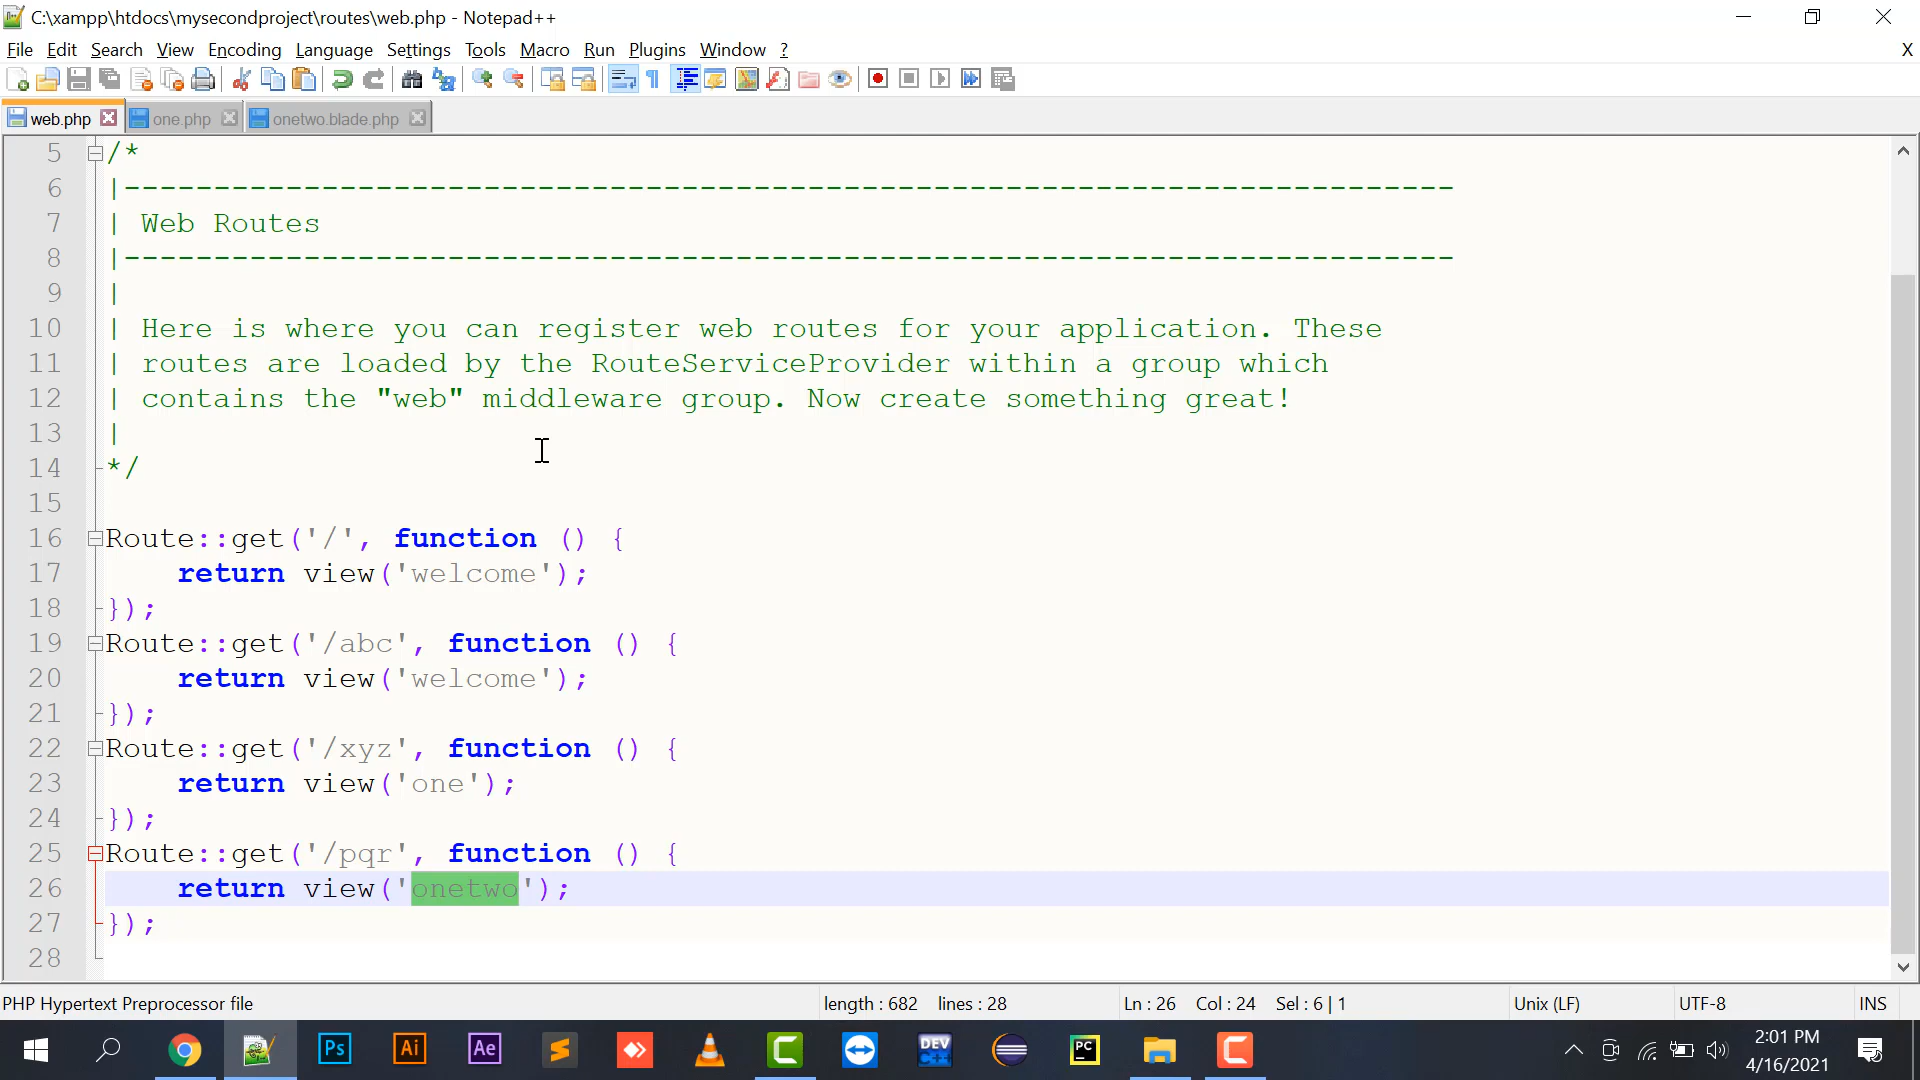 C:\xampp\htdocs\mysecondproject\routes\web.php - Notepad++
File Edit Search View Encoding Language Settings Tools Macro Run Plugins Window ? X
web.php one.php onetwo.blade.php
5 /*
6 |--------------------------------------------------------------------------
7 | Web Routes
8 |--------------------------------------------------------------------------
9 |
10 | Here is where you can register web routes for your application. These
11 | routes are loaded by the RouteServiceProvider within a group which
12 | contains the "web" middleware group. Now create something great!
13 |
14 */
15
16 Route::get('/', function () {
17 return view('welcome');
18 });
19 Route::get('/abc', function () {
20 return view('welcome');
21 });
22 Route::get('/xyz', function () {
23 return view('one');
24 });
25 Route::get('/pqr', function () {
26 return view('onetwo');
27 });
28
PHP Hypertext Preprocessor file length : 682 lines : 28 Ln : 26 Col : 24 Sel : 6 | 1 Unix (LF) UTF-8 INS
Ps Ai Ae DEV C++ PC
2:01 PM
4/16/2021